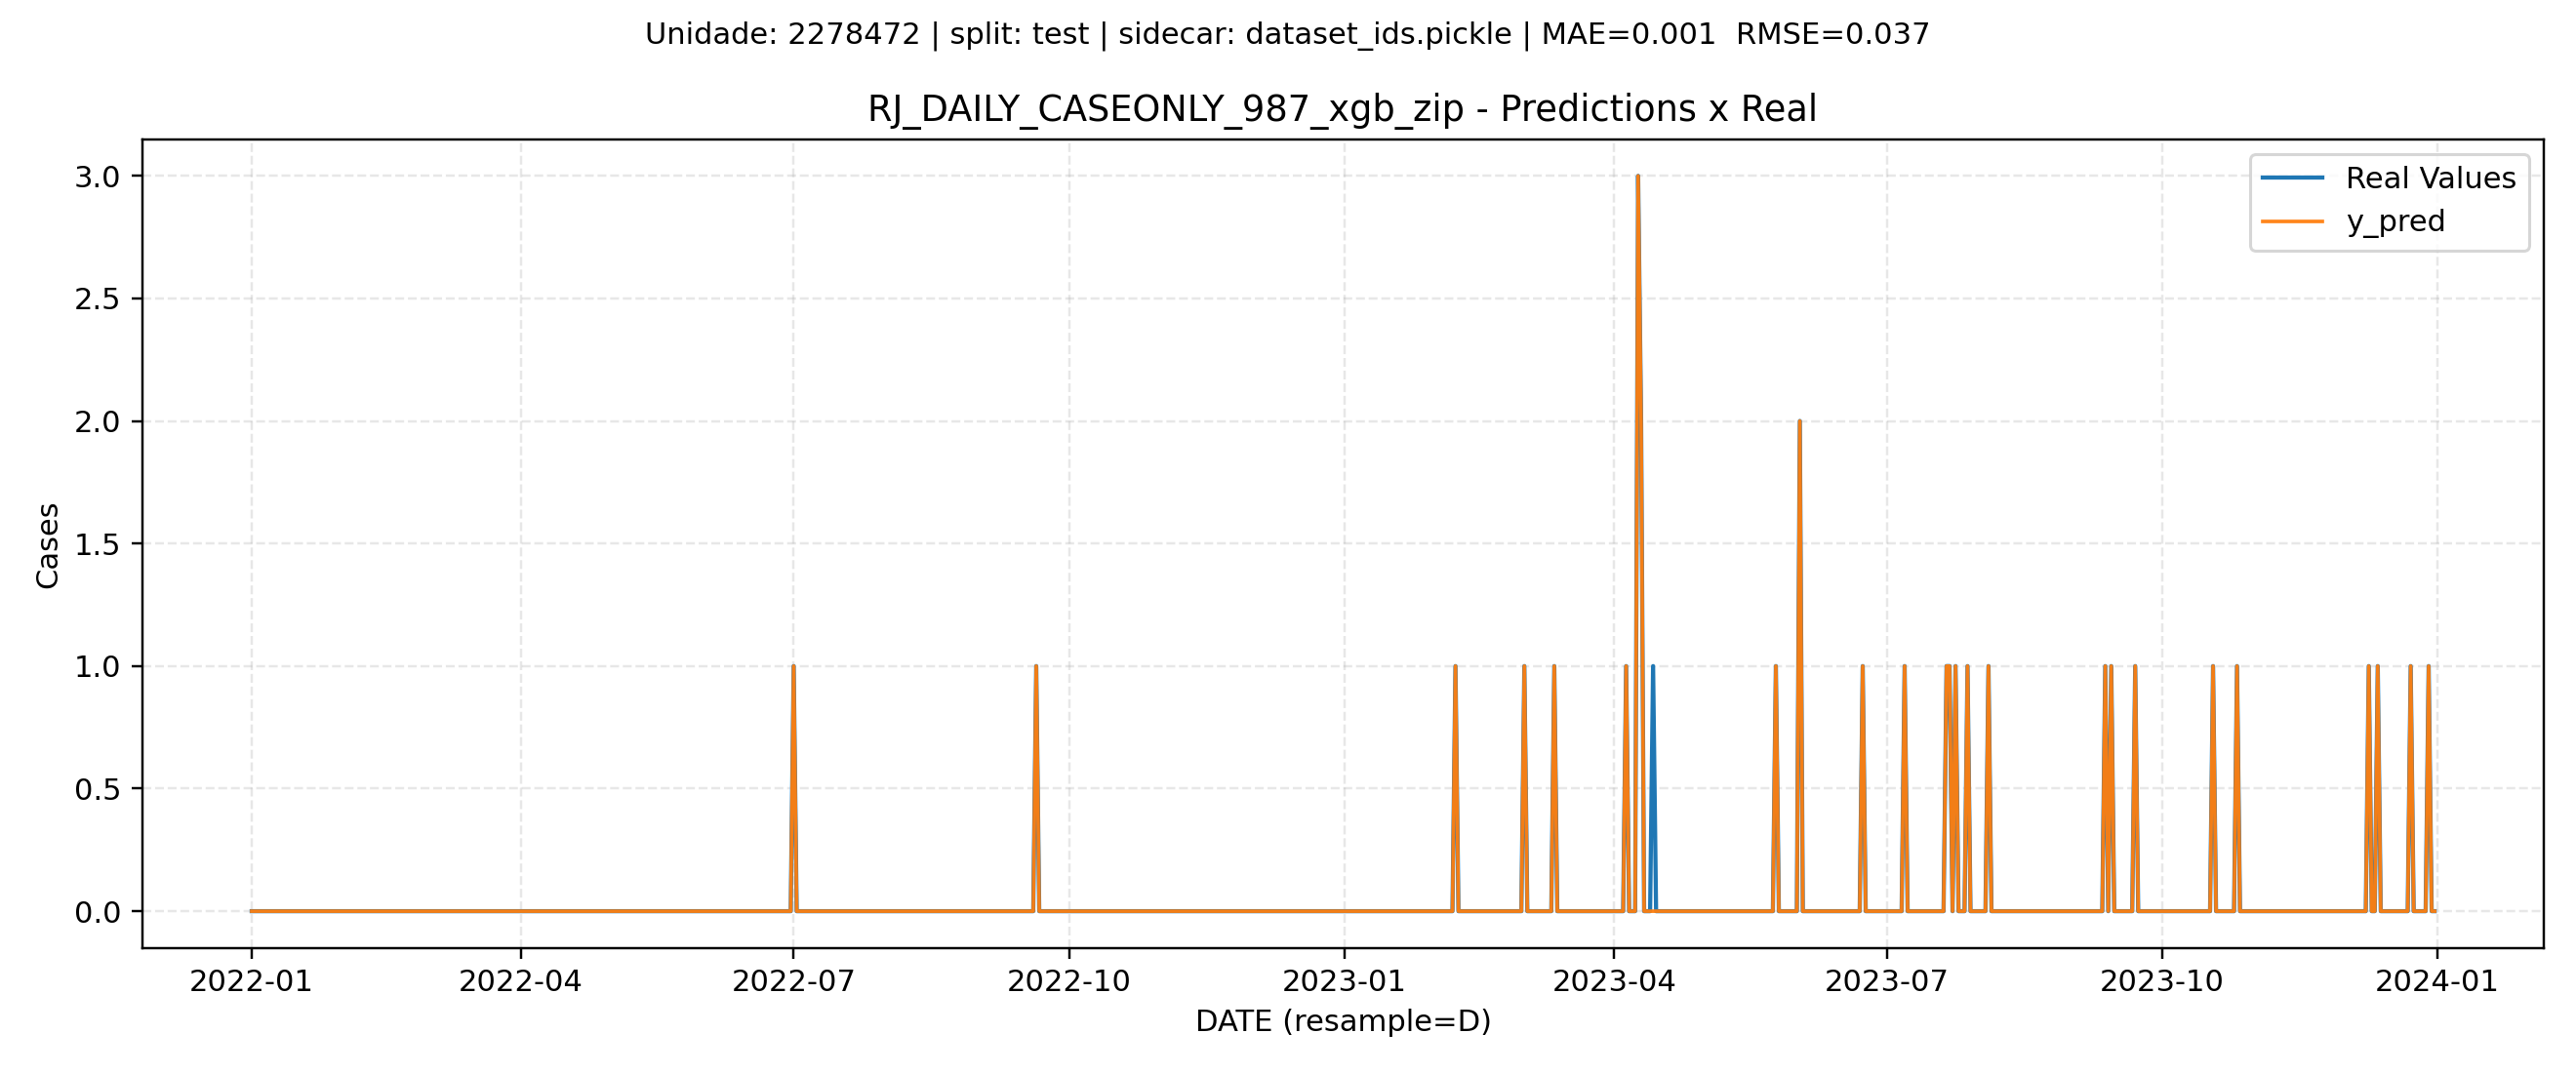 Unidade: 2278472 | split: test | sidecar: dataset_ids.pickle | MAE=0.001  RMSE=0.037
RJ_DAILY_CASEONLY_987_xgb_zip - Predictions x Real
Real Values
y_pred
3.0
2.5
2.0
1.5
1.0
0.5
0.0
Cases
2022-01
2022-04
2022-07
2022-10
2023-01
2023-04
2023-07
2023-10
2024-01
DATE (resample=D)